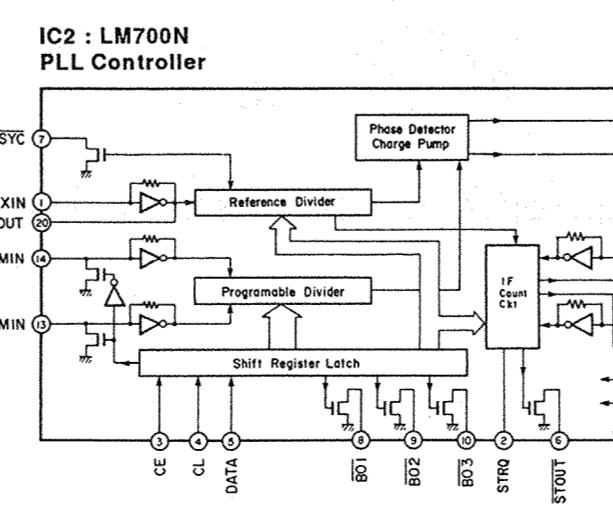 IC2 : LM700N
PLL Controller
SYC
7
Phase Detector
Charge Pump
XIN
1
Reference Divider
OUT
20
MIN
14
IF
Count
Ckt
Programable Divider
MIN
13
Shift Register Latch
3
4
5
8
9
10
2
6
CE
CL
DATA
BO1
BO2
BO3
STRQ
STOUT